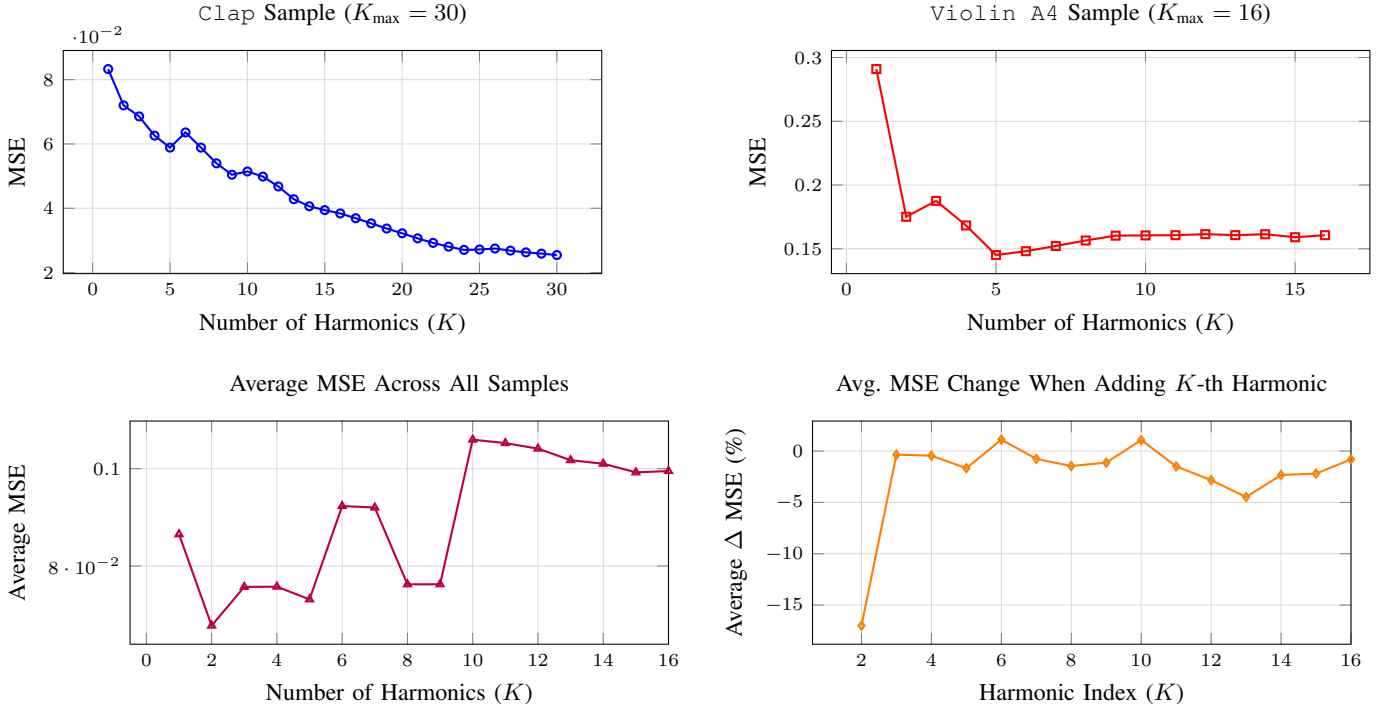 Clap Sample (K_max = 30)
·10⁻²
8
6
4
2
MSE
0 5 10 15 20 25 30
Number of Harmonics (K)
Violin A4 Sample (K_max = 16)
0.3
0.25
0.2
0.15
MSE
0 5 10 15
Number of Harmonics (K)
Average MSE Across All Samples
0.1
8 · 10⁻²
Average MSE
0 2 4 6 8 10 12 14 16
Number of Harmonics (K)
Avg. MSE Change When Adding K-th Harmonic
0
−5
−10
−15
Average Δ MSE (%)
2 4 6 8 10 12 14 16
Harmonic Index (K)